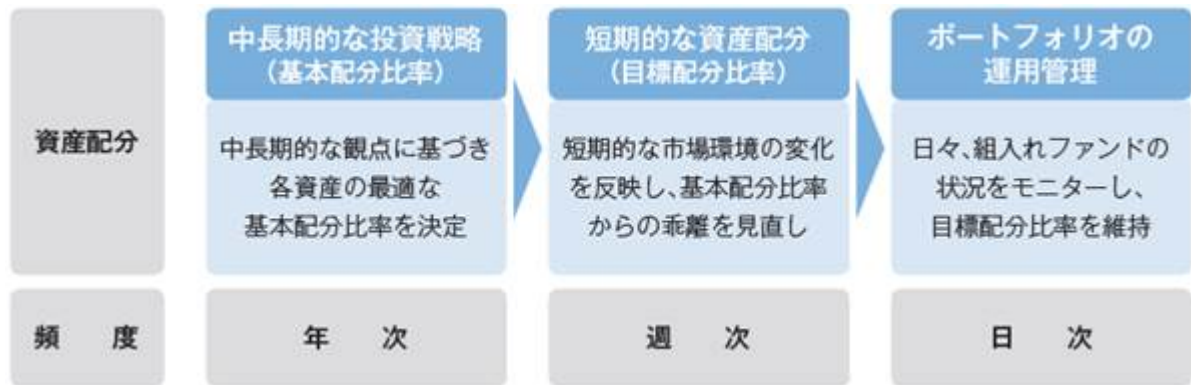 資産配分
中長期的な投資戦略
（基本配分比率）
中長期的な観点に基づき
各資産の最適な
基本配分比率を決定
短期的な資産配分
（目標配分比率）
短期的な市場環境の変化
を反映し、基本配分比率
からの乖離を見直し
ポートフォリオの
運用管理
日々、組入れファンドの
状況をモニターし、
目標配分比率を維持
頻　度
年　次
週　次
日　次